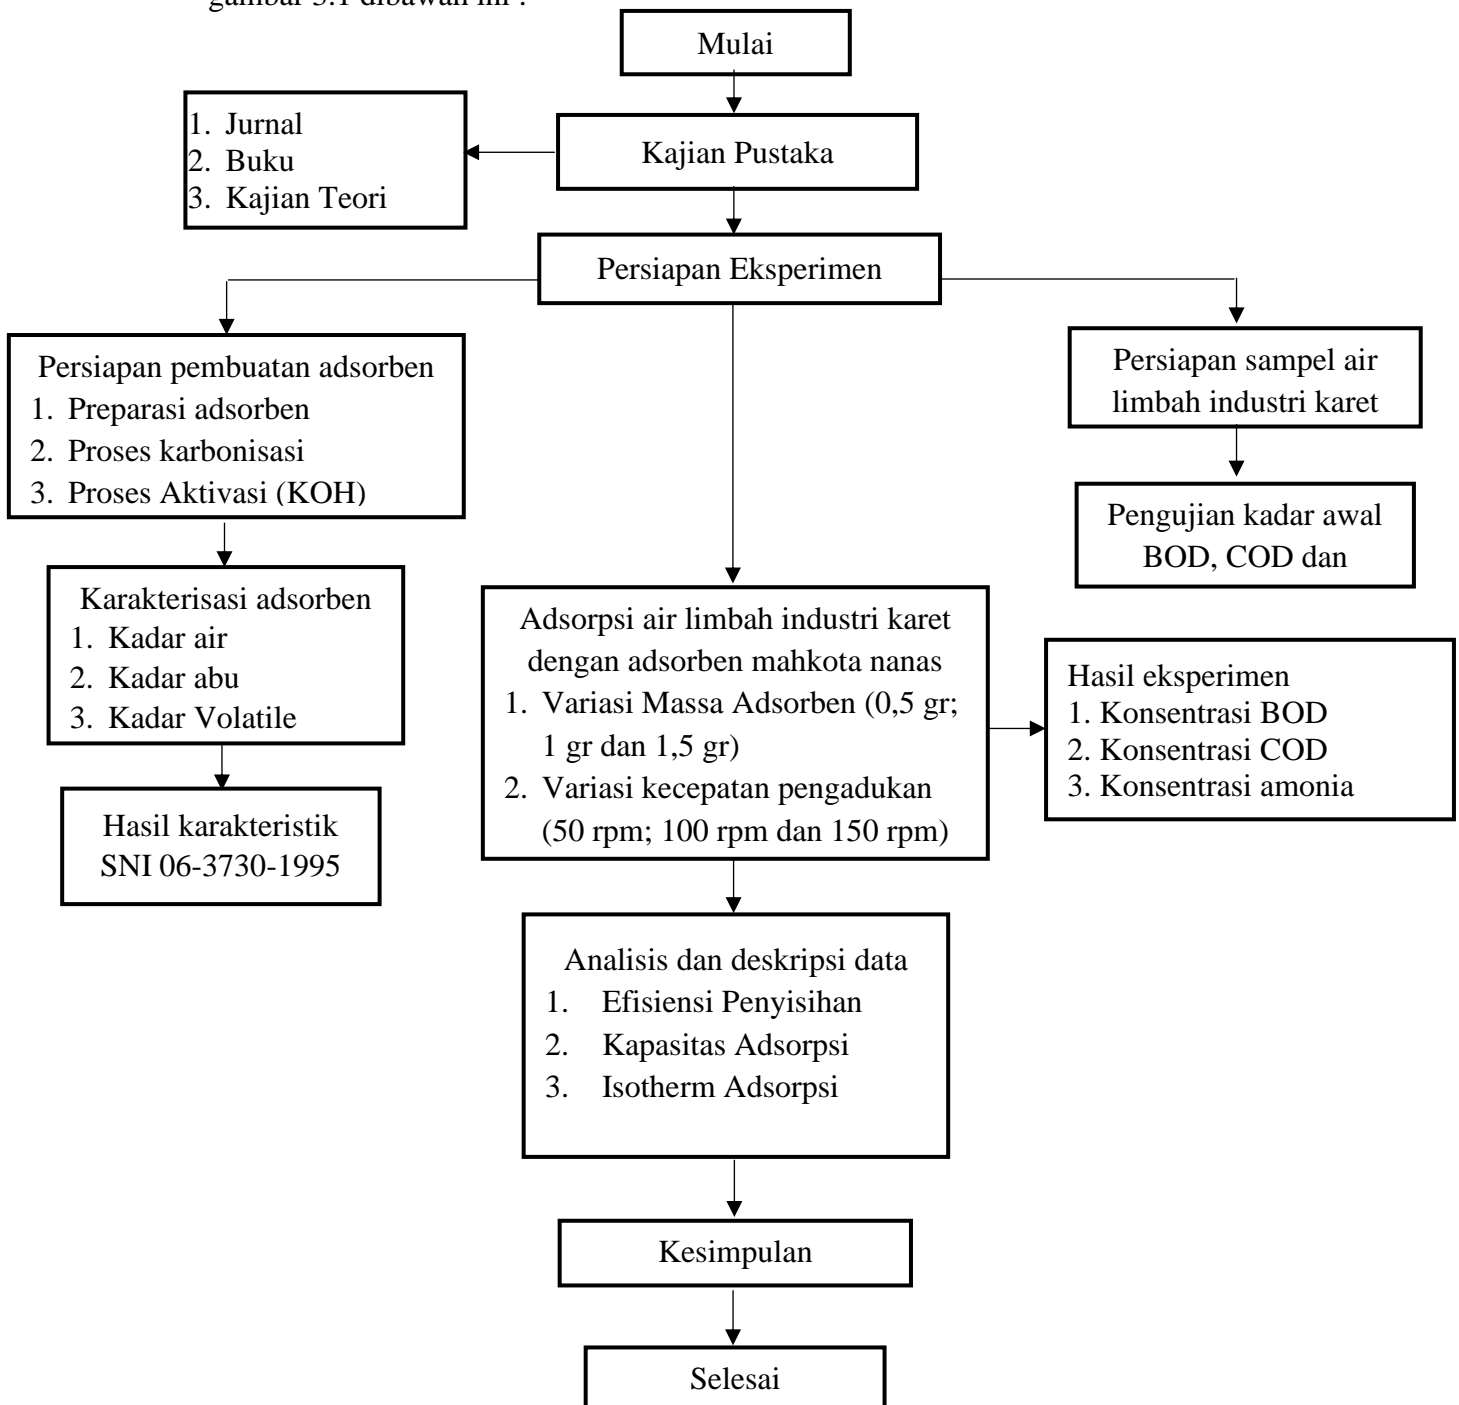 gambar 3.1 dibawah ini :
Mulai
1. Jurnal
2. Buku
3. Kajian Teori
Kajian Pustaka
Persiapan Eksperimen
Persiapan pembuatan adsorben
1. Preparasi adsorben
2. Proses karbonisasi
3. Proses Aktivasi (KOH)
Persiapan sampel air
limbah industri karet
Pengujian kadar awal
BOD, COD dan
Karakterisasi adsorben
1. Kadar air
2. Kadar abu
3. Kadar Volatile
Adsorpsi air limbah industri karet
dengan adsorben mahkota nanas
1. Variasi Massa Adsorben (0,5 gr;
1 gr dan 1,5 gr)
2. Variasi kecepatan pengadukan
(50 rpm; 100 rpm dan 150 rpm)
Hasil eksperimen
1. Konsentrasi BOD
2. Konsentrasi COD
3. Konsentrasi amonia
Hasil karakteristik
SNI 06-3730-1995
Analisis dan deskripsi data
1. Efisiensi Penyisihan
2. Kapasitas Adsorpsi
3. Isotherm Adsorpsi
Kesimpulan
Selesai